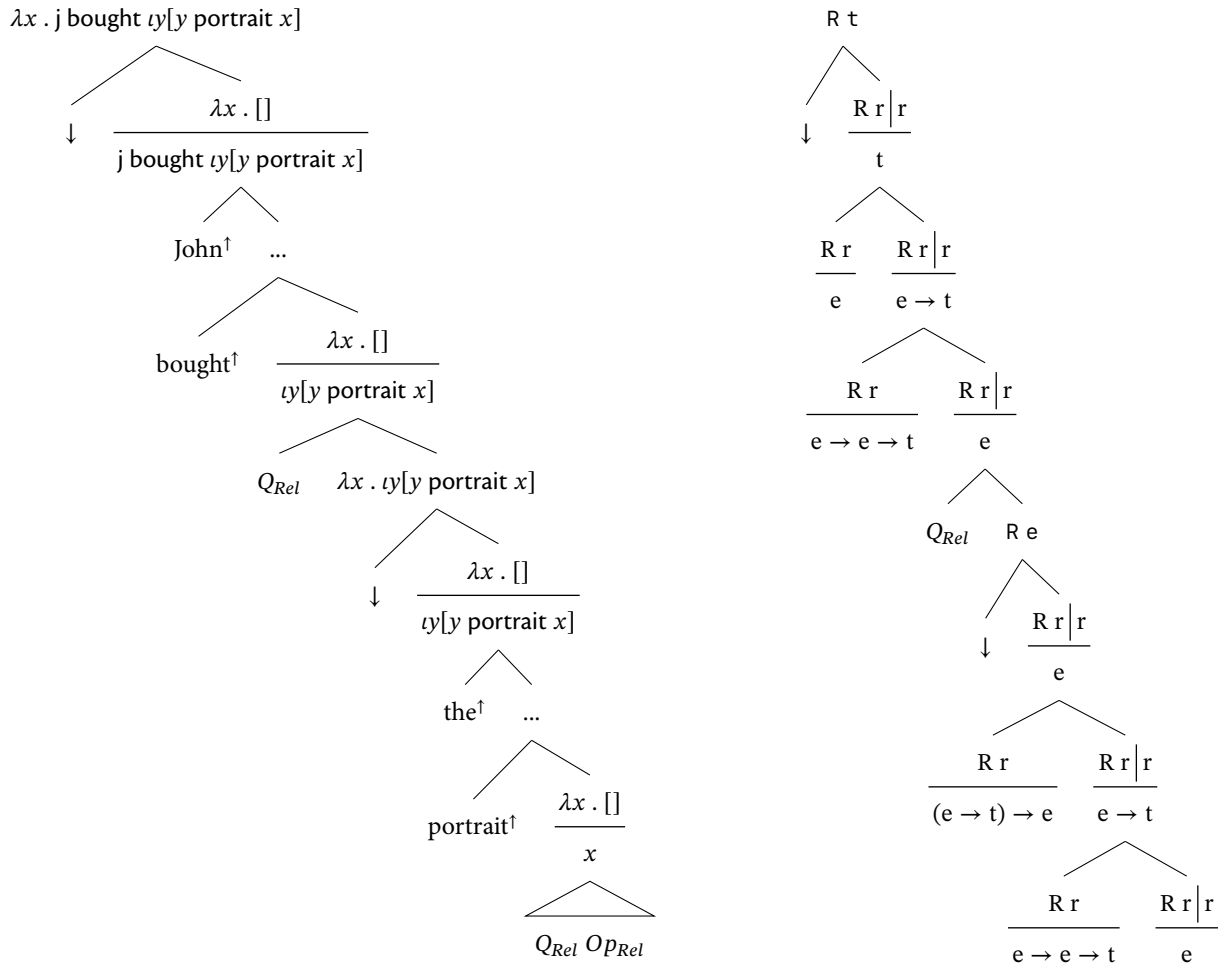 λx . j bought ιy[y portrait x]
↓
λx . []
j bought ιy[y portrait x]
John↑ ...
bought↑
λx . []
ιy[y portrait x]
Q_Rel λx . ιy[y portrait x]
↓
λx . []
ιy[y portrait x]
the↑ ...
portrait↑
λx . []
x
Q_Rel Op_Rel
R t
↓
R r|r
t
R r
e
R r|r
e → t
R r
e → e → t
R r|r
e
Q_Rel R e
↓
R r|r
e
R r
(e → t) → e
R r|r
e → t
R r
e → e → t
R r|r
e